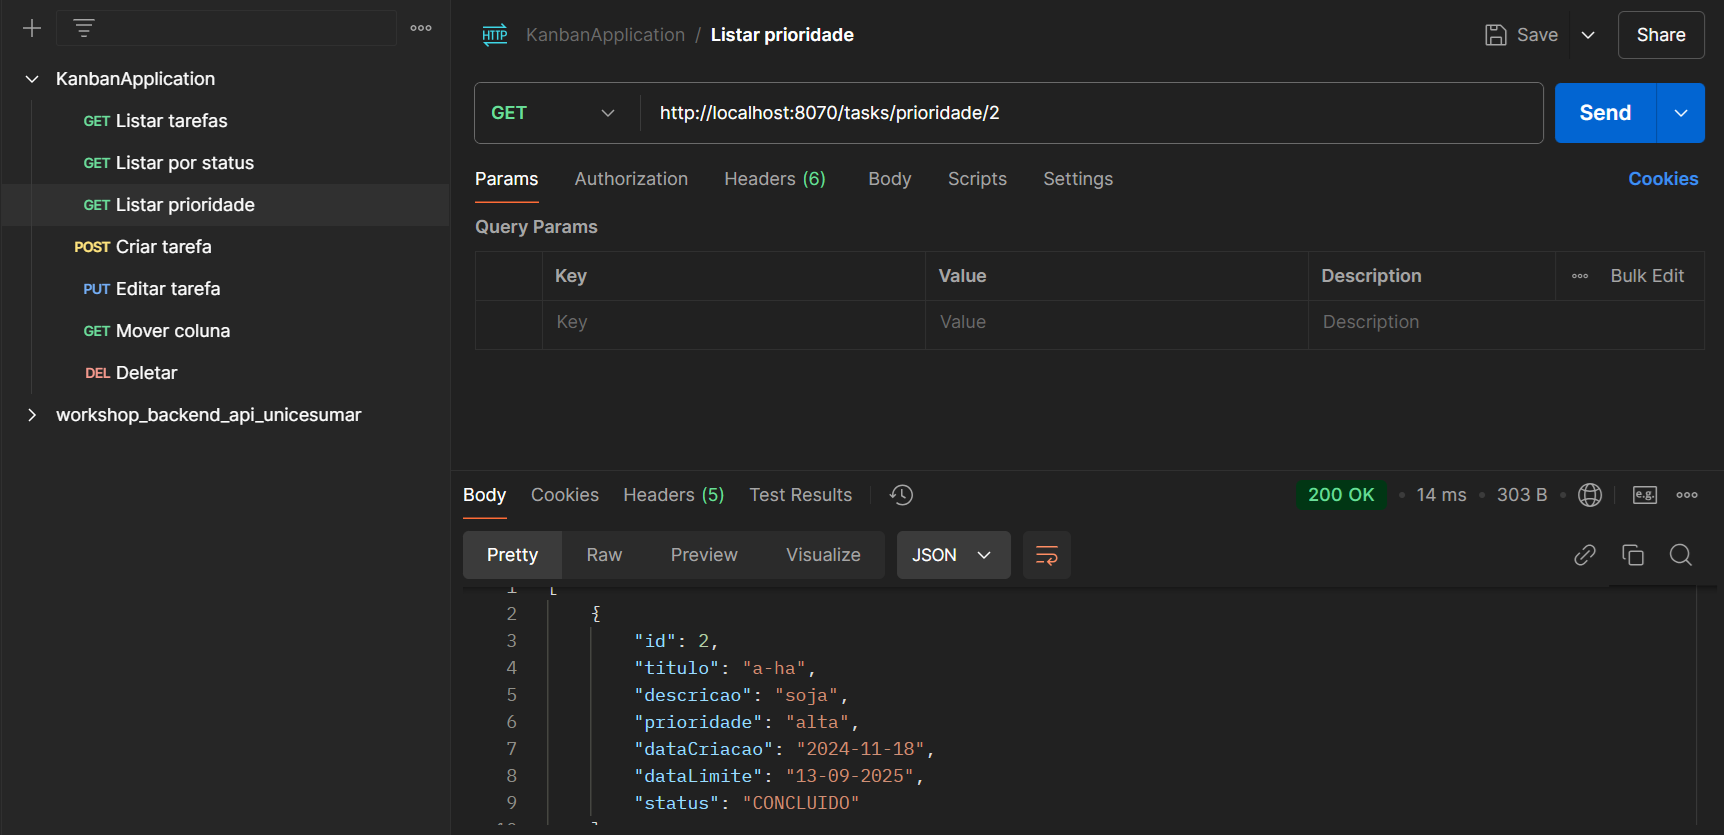 KanbanApplication
GET Listar tarefas
GET Listar por status
GET Listar prioridade
POST Criar tarefa
PUT Editar tarefa
GET Mover coluna
DEL Deletar
workshop_backend_api_unicesumar
HTTP KanbanApplication / Listar prioridade
Save
Share
GET http://localhost:8070/tasks/prioridade/2
Send
Params Authorization Headers (6) Body Scripts Settings Cookies
Query Params
Key Value Description Bulk Edit
Key Value Description
Body Cookies Headers (5) Test Results
200 OK • 14 ms • 303 B • e.g.
Pretty Raw Preview Visualize JSON
1 [
2 {
3 "id": 2,
4 "titulo": "a-ha",
5 "descricao": "soja",
6 "prioridade": "alta",
7 "dataCriacao": "2024-11-18",
8 "dataLimite": "13-09-2025",
9 "status": "CONCLUIDO"